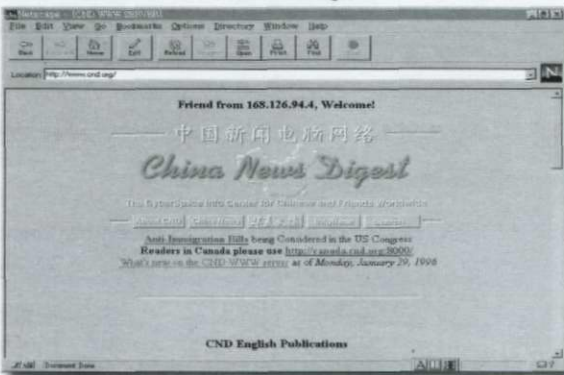 Netscape - [CND WWW
File Edit View Go Bookmarks Options Directory Window Help
Back Home Edit Reload Open Print Find
Location: http://www.cnd.org/
Friend from 168.126.94.4, Welcome!
中国新闻电脑网络
China News Digest
The CyberSpace Info Center for Chinese and Friends Worldwide
Anti-Immigration Bills being Considered in the US Congress
Readers in Canada please use http://canada.cnd.org:8000/
What's new on the CND WWW server as of Monday, January 29, 1996
CND English Publications
Document Done